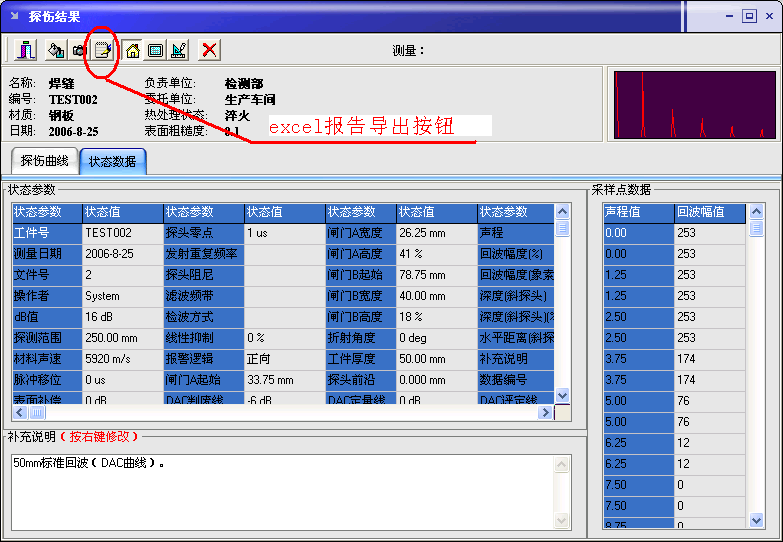 探伤结果
测量：
名称: 焊缝 负责单位: 检测部
编号: TEST002 委托单位: 生产车间
材质: 钢板 热处理状态: 淬火
日期: 2006-8-25 表面粗糙度:
excel报告导出按钮
探伤曲线 状态数据
状态参数
状态参数 状态值 状态参数 状态值 状态参数 状态值 状态参数
工件号 TEST002 探头零点 1 us 闸门A宽度 26.25 mm 声程
测量日期 2006-8-25 发射重复频率 闸门A高度 41 % 回波幅度(%)
文件号 2 探头阻尼 闸门B起始 78.75 mm 回波幅度(象素
操作者 System 滤波频带 闸门B宽度 40.00 mm 深度(斜探头)
dB值 16 dB 检波方式 闸门B高度 18 % 深度(斜探头)(%
探测范围 250.00 mm 线性抑制 0 % 折射角度 0 deg 水平距离(斜探
材料声速 5920 m/s 报警逻辑 正向 工件厚度 50.00 mm 补充说明
脉冲移位 0 us 闸门A起始 33.75 mm 探头前沿 0.000 mm 数据编号
表面补偿 0 dB DAC判废线 -6 dB DAC定量线 0 dB DAC评定线
采样点数据
声程值 回波幅值
0.00 253
0.00 253
1.25 253
1.25 253
2.50 253
2.50 253
3.75 174
3.75 174
5.00 76
5.00 76
6.25 12
6.25 12
7.50 0
7.50 0
8.75 0
补充说明（按右键修改）
50mm标准回波（DAC曲线）。